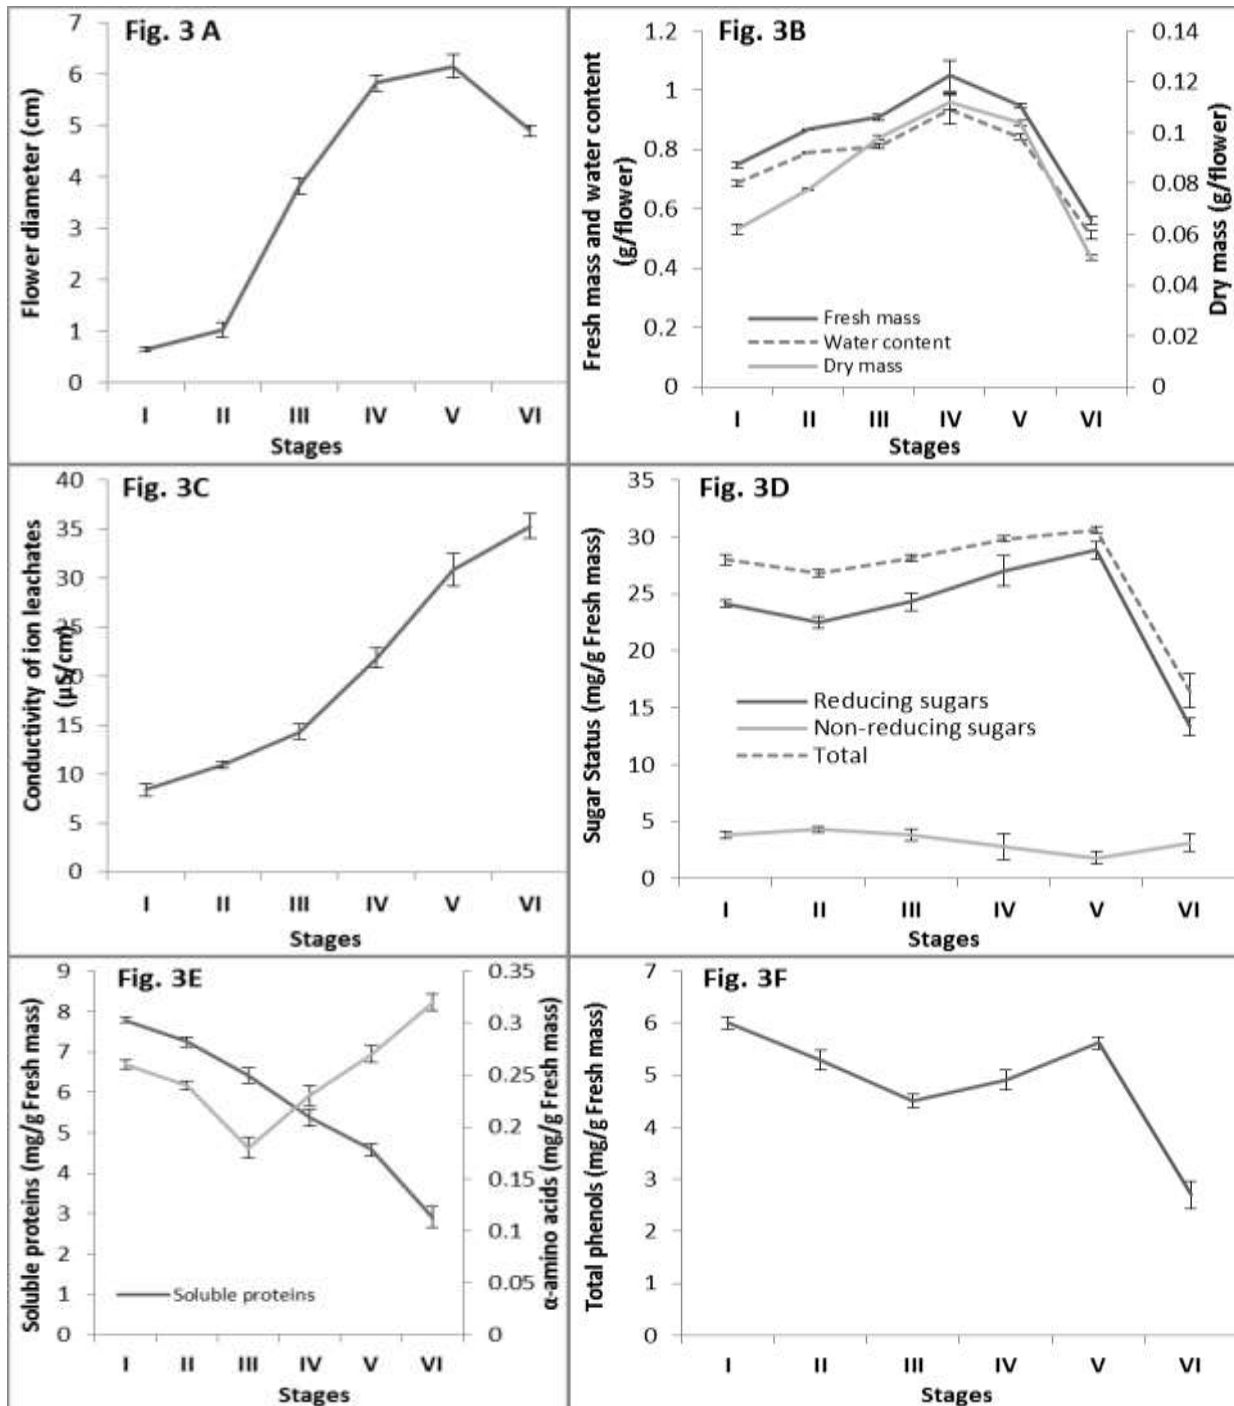 Fig. 3 A
Flower diameter (cm)
7
6
5
4
3
2
1
0
I II III IV V VI
Stages
Fig. 3B
Fresh mass and water content
(g/flower)
1.2
1
0.8
0.6
0.4
0.2
0
Fresh mass
Water content
Dry mass
0.14
0.12
0.1
0.08
0.06
0.04
0.02
0
Dry mass (g/flower)
I II III IV V VI
Stages
Fig. 3C
Conductivity of ion leachates
(µS/cm)
40
35
30
25
20
15
10
5
0
I II III IV V VI
Stages
Fig. 3D
Sugar Status (mg/g Fresh mass)
35
30
25
20
15
10
5
0
Reducing sugars
Non-reducing sugars
Total
I II III IV V VI
Stages
Fig. 3E
Soluble proteins (mg/g Fresh mass)
9
8
7
6
5
4
3
2
1
0
Soluble proteins
0.35
0.3
0.25
0.2
0.15
0.1
0.05
0
α-amino acids (mg/g Fresh mass)
I II III IV V VI
Stages
Fig. 3F
Total phenols (mg/g Fresh mass)
7
6
5
4
3
2
1
0
I II III IV V VI
Stages